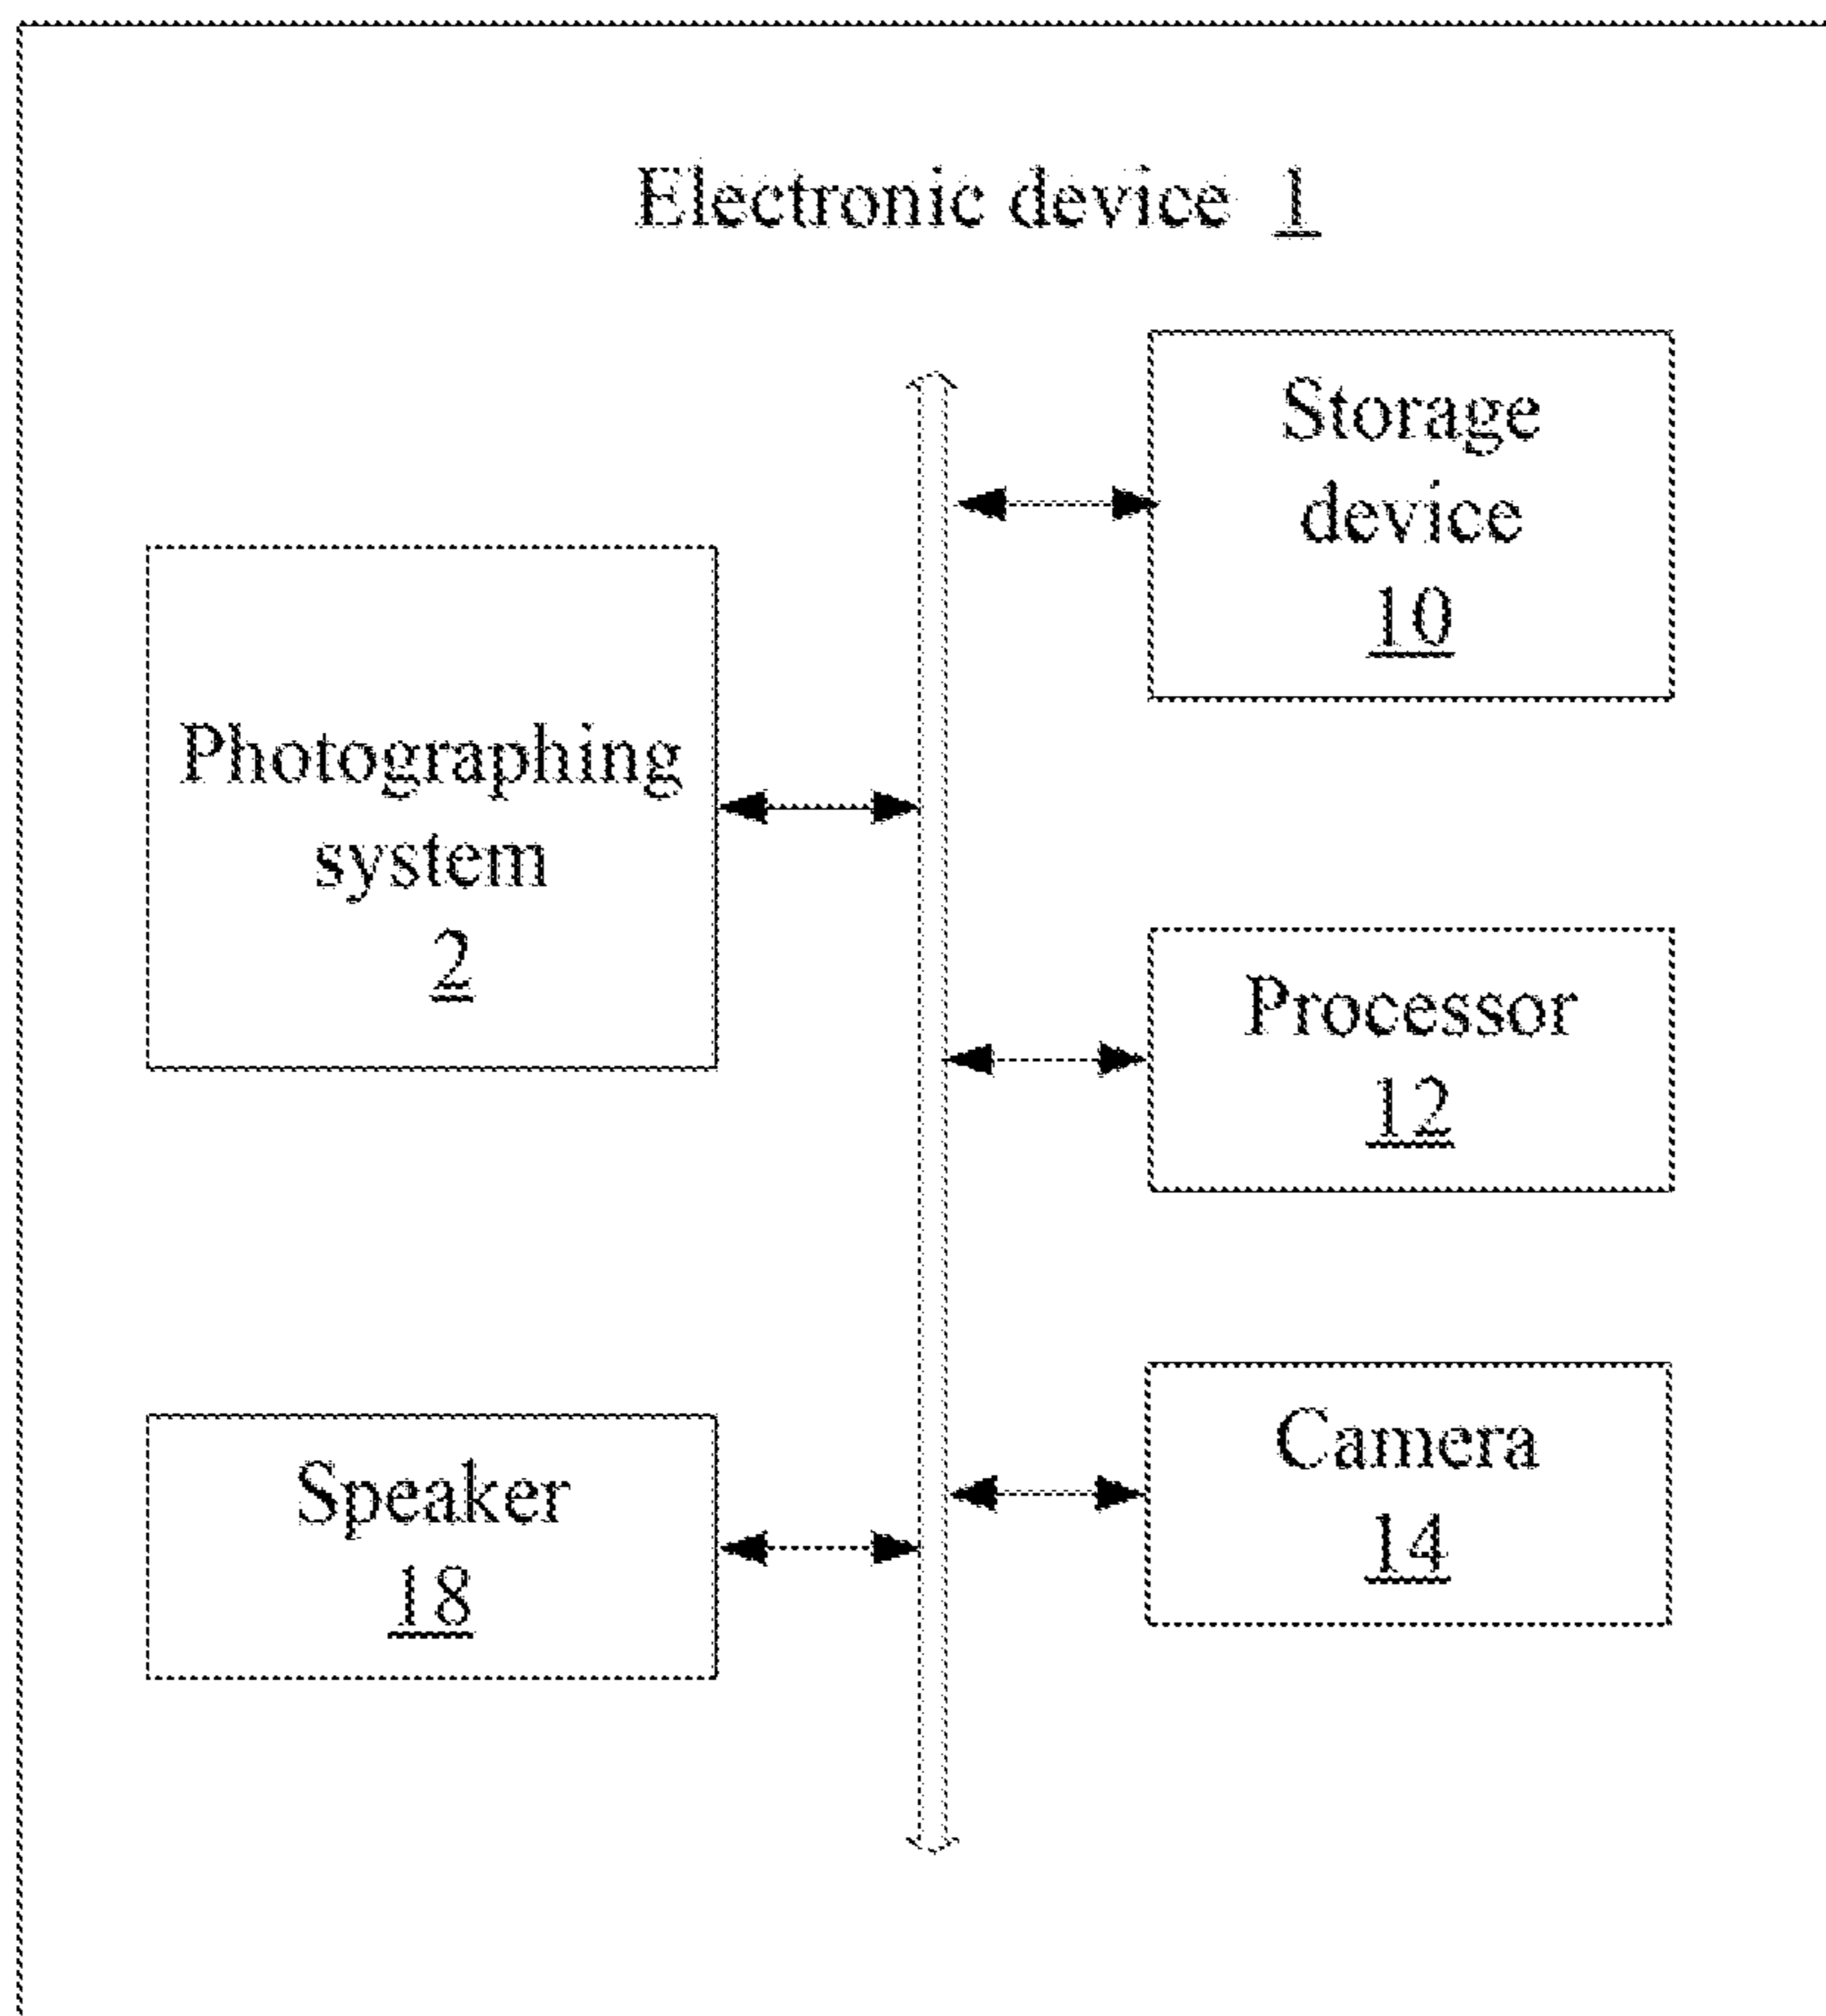 Electronic device 1
Storage
device
10
Photographing
system
2
Processor
12
Camera
14
Speaker
18